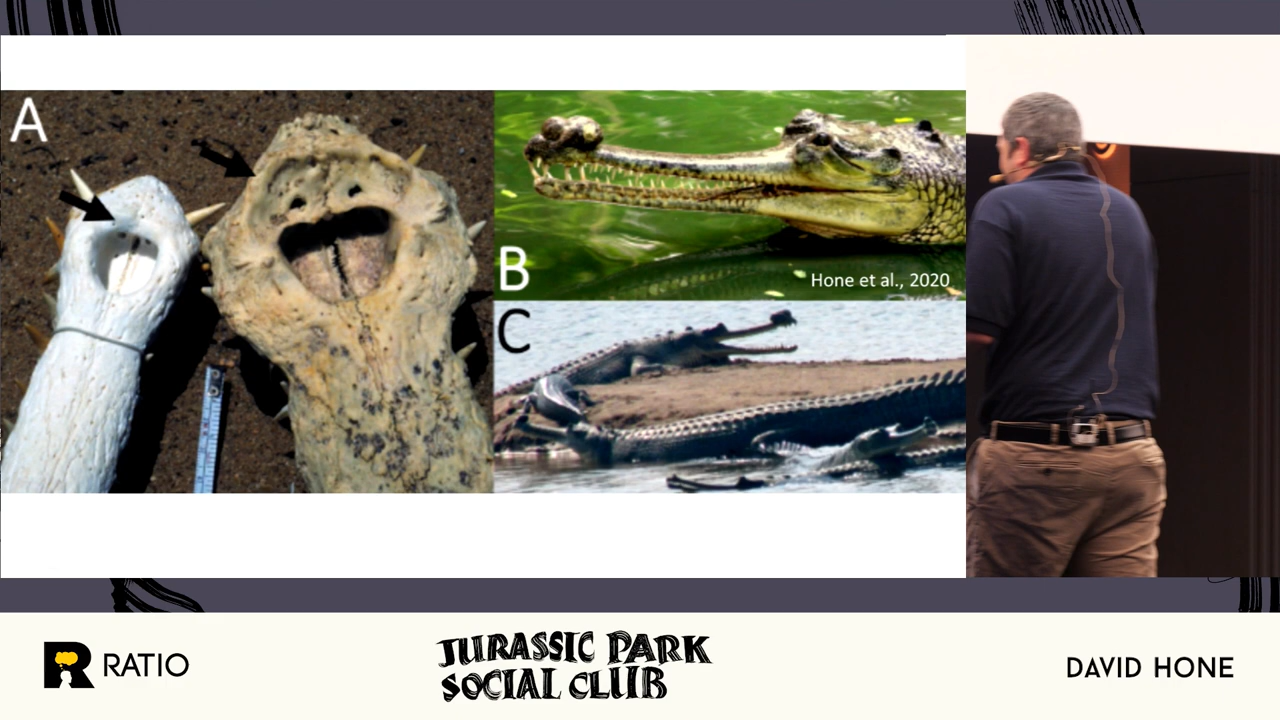 A
B
Hone et al., 2020
C
RATIO
JURASSIC PARK
SOCIAL CLUB
DAVID HONE